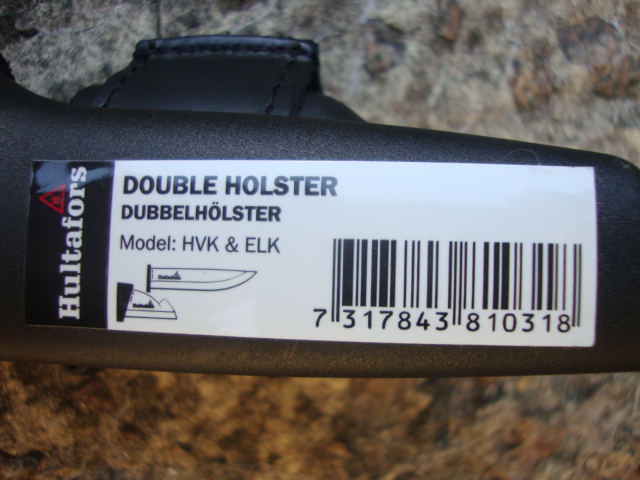 Hultafors
DOUBLE HOLSTER
DUBBELHÖLSTER
Model: HVK & ELK
7 317843 810318